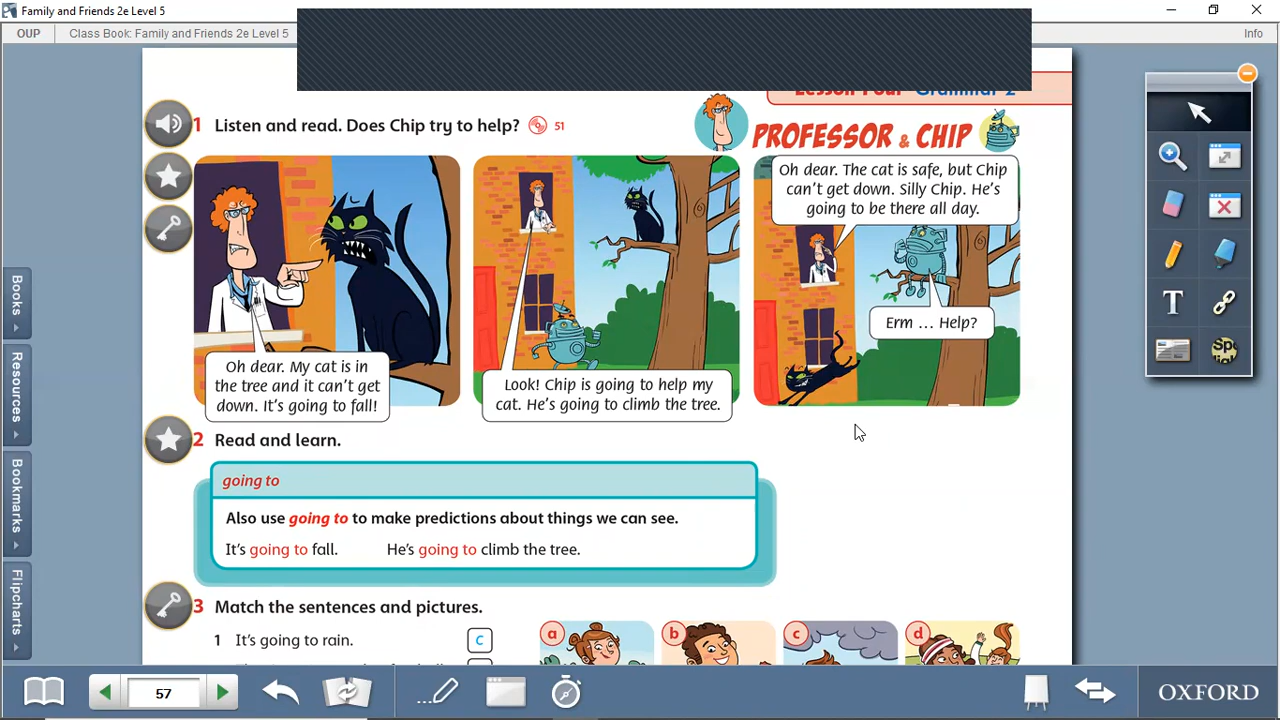 Family and Friends 2e Level 5
OUP
Class Book: Family and Friends 2e Level 5
Info
Lesson Four Grammar 2
1 Listen and read. Does Chip try to help? 51
PROFESSOR & CHIP
Oh dear. My cat is in
the tree and it can't get
down. It's going to fall!
Look! Chip is going to help my
cat. He's going to climb the tree.
Oh dear. The cat is safe, but Chip
can't get down. Silly Chip. He's
going to be there all day.
Erm ... Help?
2 Read and learn.
going to
Also use going to to make predictions about things we can see.
It's going to fall. He's going to climb the tree.
3 Match the sentences and pictures.
1 It's going to rain. C
a b c d
Books
Resources
Bookmarks
Flipcharts
T
57
OXFORD